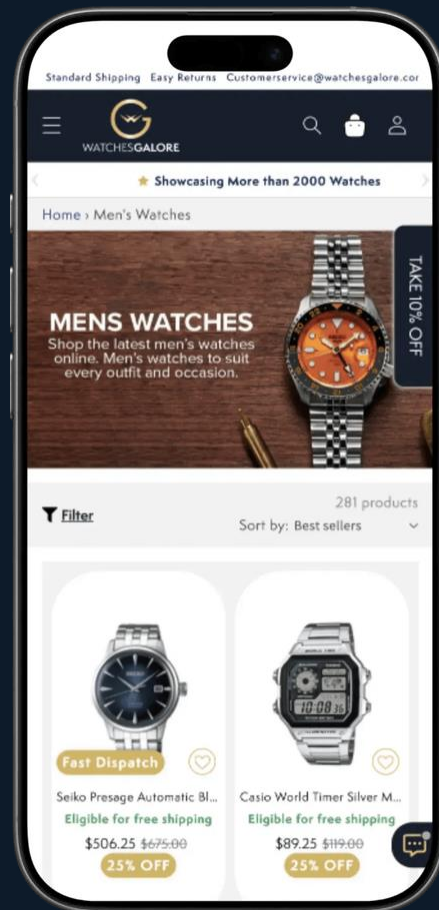 Standard Shipping Easy Returns Customerservice@watchesgalore.cor
WATCHESGALORE
Showcasing More than 2000 Watches
Home › Men's Watches
TAKE 10% OFF
MENS WATCHES
Shop the latest men's watches
online. Men's watches to suit
every outfit and occasion.
Filter
281 products
Sort by: Best sellers
Fast Dispatch
Seiko Presage Automatic Bl...
Eligible for free shipping
$506.25 $675.00
25% OFF
Casio World Timer Silver M...
Eligible for free shipping
$89.25 $119.00
25% OFF